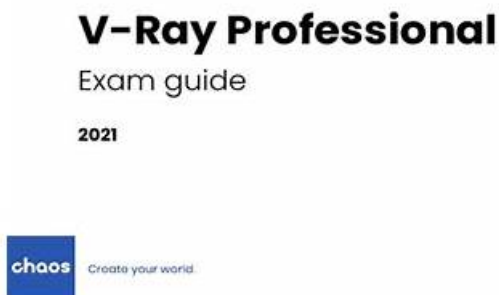 V-Ray Professional
Exam guide
2021
chaos
Create your world.